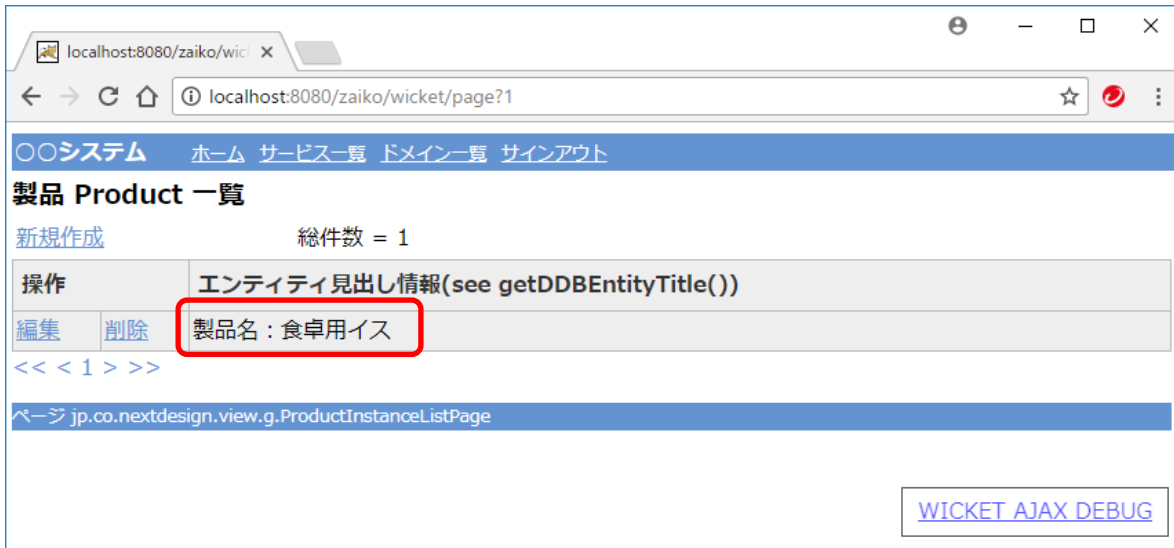 localhost:8080/zaiko/wic
localhost:8080/zaiko/wicket/page?1
○○システム ホーム サービス一覧 ドメイン一覧 サインアウト
製品 Product 一覧
新規作成 総件数 = 1
操作 エンティティ見出し情報(see getDDBEntityTitle())
編集 削除 製品名：食卓用イス
<< < 1 > >>
ページ jp.co.nextdesign.view.g.ProductInstanceListPage
WICKET AJAX DEBUG